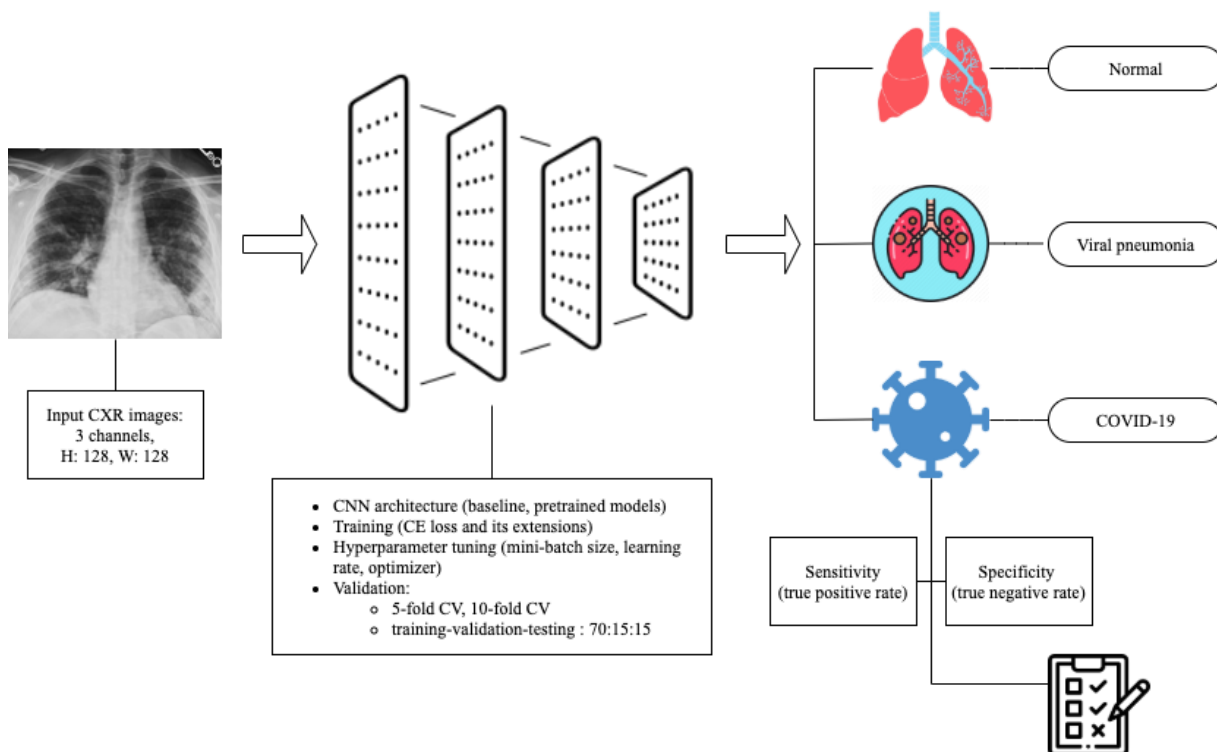 Input CXR images:
3 channels,
H: 128, W: 128
• CNN architecture (baseline, pretrained models)
• Training (CE loss and its extensions)
• Hyperparameter tuning (mini-batch size, learning
rate, optimizer)
• Validation:
○ 5-fold CV, 10-fold CV
○ training-validation-testing : 70:15:15
Normal
Viral pneumonia
COVID-19
Sensitivity
(true positive rate)
Specificity
(true negative rate)